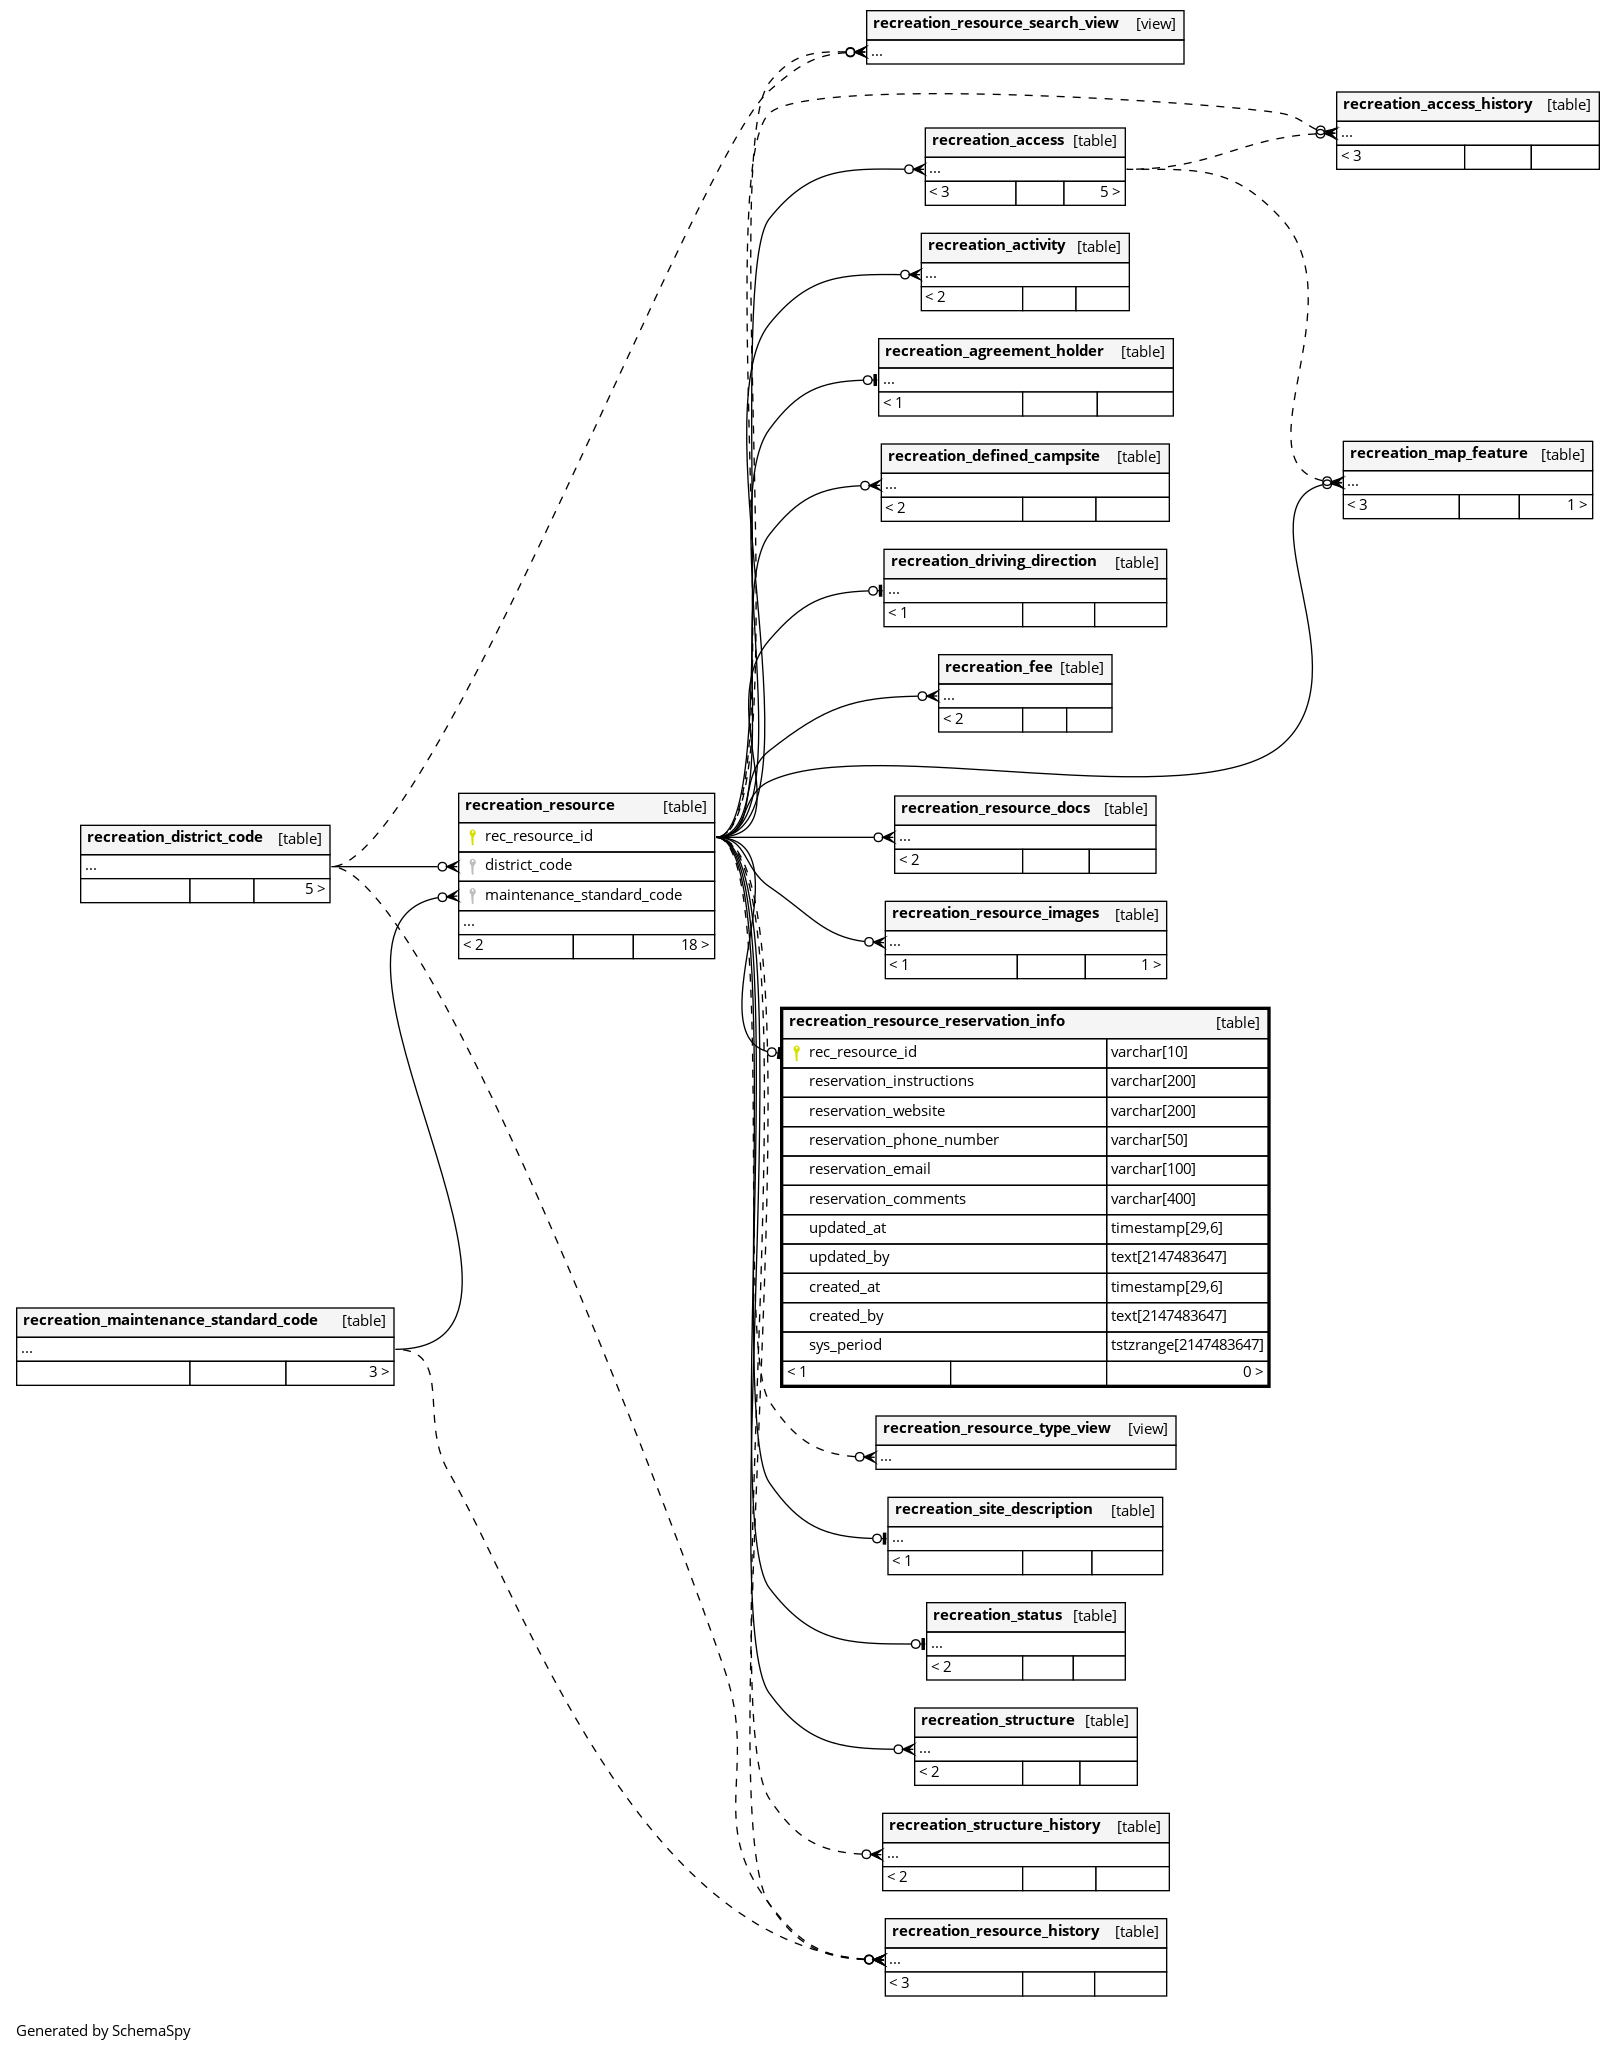 recreation_resource_search_view [view]
...
recreation_access_history [table]
...
< 3
recreation_access [table]
...
< 3 5 >
recreation_activity [table]
...
< 2
recreation_agreement_holder [table]
...
< 1
recreation_defined_campsite [table]
...
< 2
recreation_map_feature [table]
...
< 3 1 >
recreation_driving_direction [table]
...
< 1
recreation_fee [table]
...
< 2
recreation_district_code [table]
...
5 >
recreation_resource [table]
rec_resource_id
district_code
maintenance_standard_code
...
< 2 18 >
recreation_resource_docs [table]
...
< 2
recreation_resource_images [table]
...
< 1 1 >
recreation_resource_reservation_info [table]
rec_resource_id varchar[10]
reservation_instructions varchar[200]
reservation_website varchar[200]
reservation_phone_number varchar[50]
reservation_email varchar[100]
reservation_comments varchar[400]
updated_at timestamp[29,6]
updated_by text[2147483647]
created_at timestamp[29,6]
created_by text[2147483647]
sys_period tstzrange[2147483647]
< 1 0 >
recreation_maintenance_standard_code [table]
...
3 >
recreation_resource_type_view [view]
...
recreation_site_description [table]
...
< 1
recreation_status [table]
...
< 2
recreation_structure [table]
...
< 2
recreation_structure_history [table]
...
< 2
recreation_resource_history [table]
...
< 3
Generated by SchemaSpy